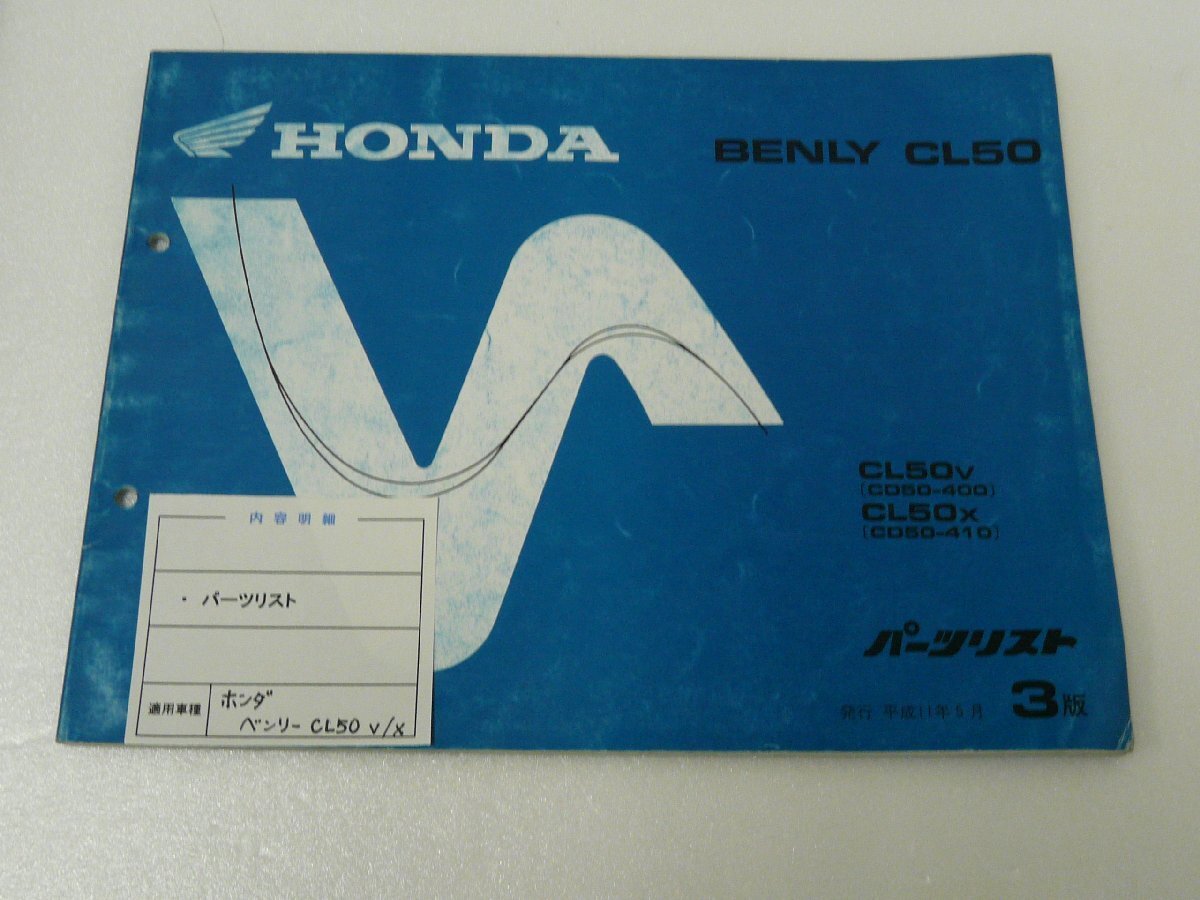 HONDA
BENLY CL50
CL50V
[CD50-400]
CL50X
[CD50-410]
パーツリスト
発行 平成11年5月
3版
内容明細
・パーツリスト
適用車種
ホンダ
ベンリー CL50 V/X